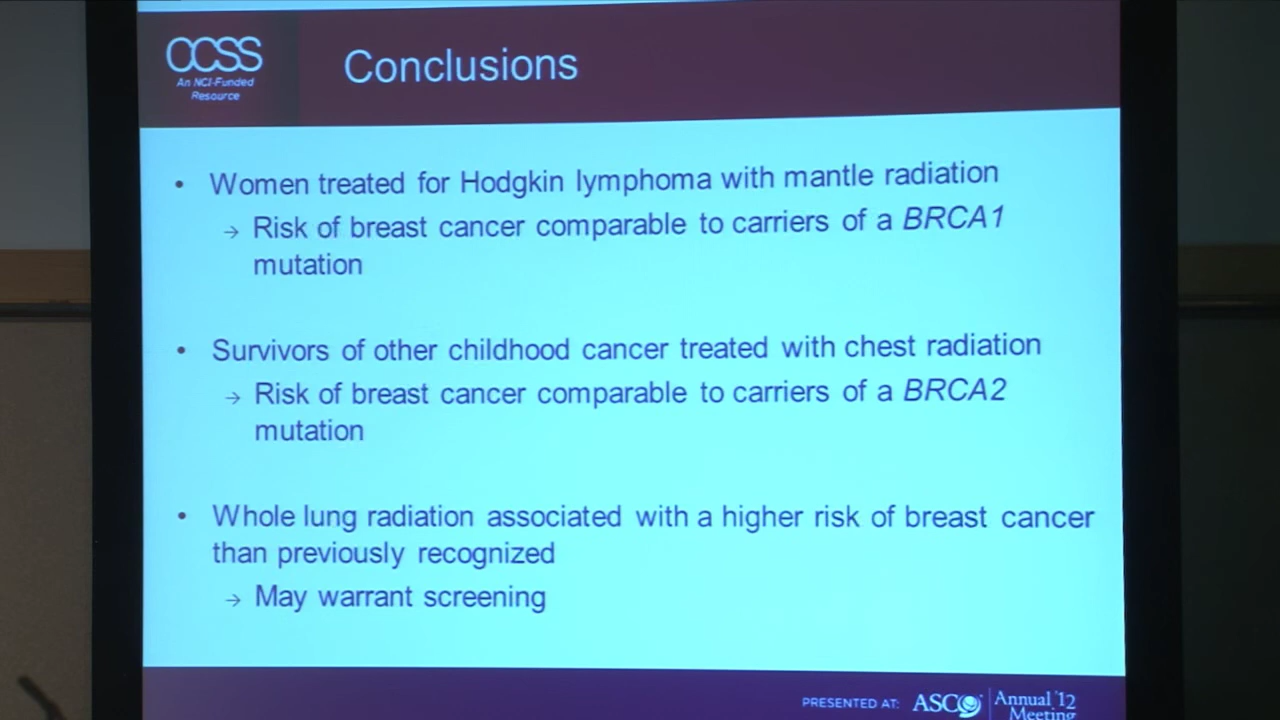 CCSS
An NCI-Funded
Resource
Conclusions
• Women treated for Hodgkin lymphoma with mantle radiation
→ Risk of breast cancer comparable to carriers of a BRCA1
mutation
• Survivors of other childhood cancer treated with chest radiation
→ Risk of breast cancer comparable to carriers of a BRCA2
mutation
• Whole lung radiation associated with a higher risk of breast cancer
than previously recognized
→ May warrant screening
PRESENTED AT: ASCO Annual '12
Meeting